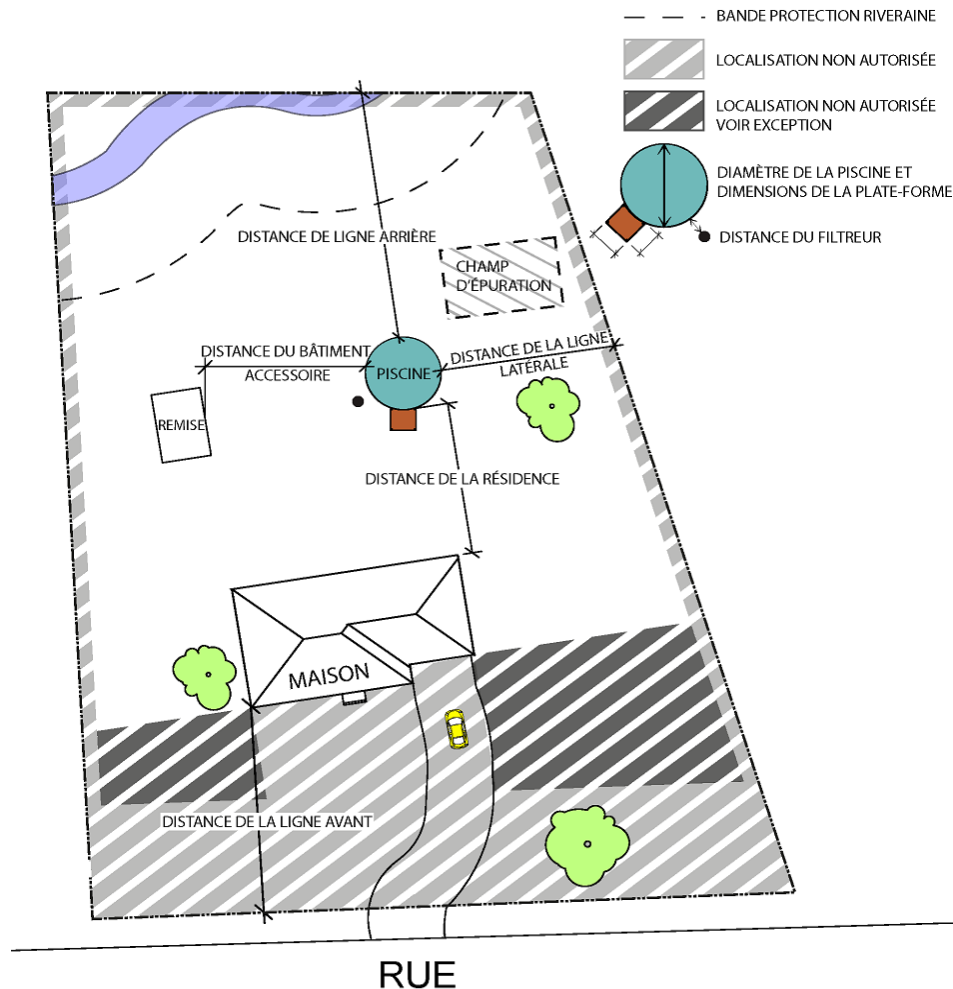 BANDE PROTECTION RIVERAINE
LOCALISATION NON AUTORISÉE
LOCALISATION NON AUTORISÉE
VOIR EXCEPTION
DIAMÈTRE DE LA PISCINE ET
DIMENSIONS DE LA PLATE-FORME
DISTANCE DU FILTREUR
DISTANCE DE LIGNE ARRIÈRE
CHAMP
D'ÉPURATION
DISTANCE DU BÂTIMENT
ACCESSOIRE
PISCINE
DISTANCE DE LA LIGNE
LATÉRALE
REMISE
DISTANCE DE LA RÉSIDENCE
MAISON
DISTANCE DE LA LIGNE AVANT
RUE